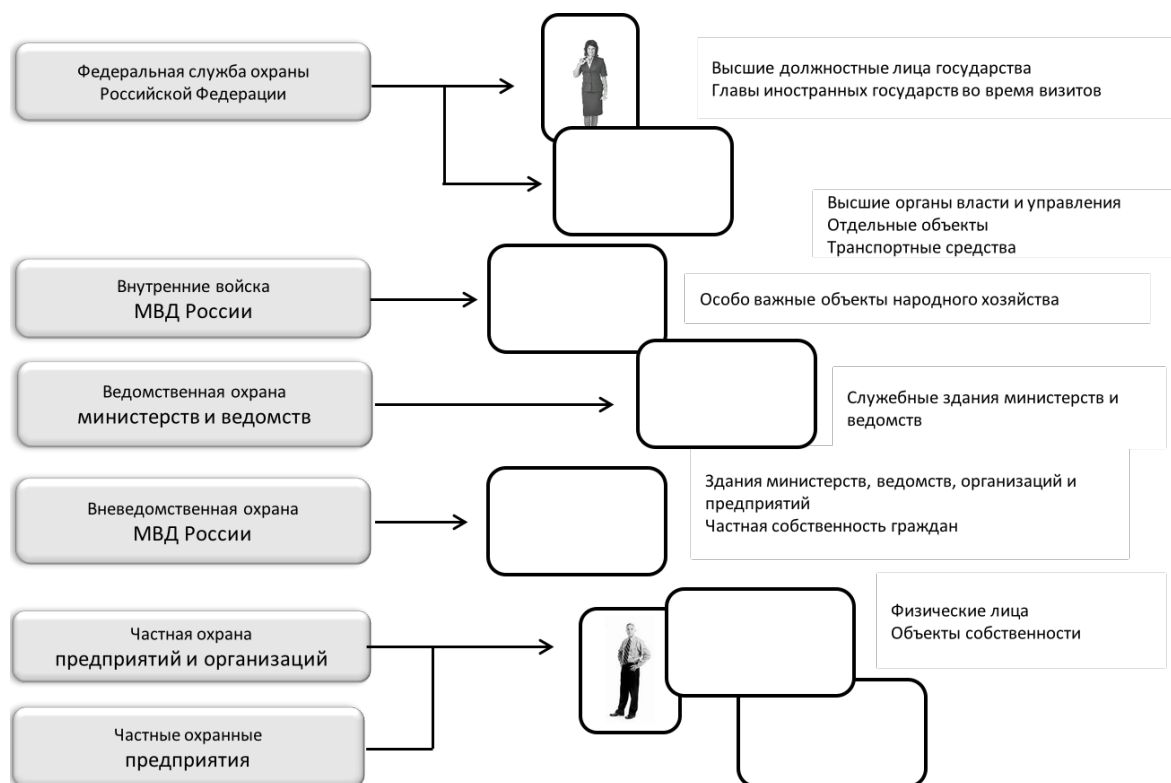 Федеральная служба охраны
Российской Федерации
Высшие должностные лица государства
Главы иностранных государств во время визитов
Высшие органы власти и управления
Отдельные объекты
Транспортные средства
Внутренние войска
МВД России
Особо важные объекты народного хозяйства
Ведомственная охрана
министерств и ведомств
Служебные здания министерств и
ведомств
Вневедомственная охрана
МВД России
Здания министерств, ведомств, организаций и
предприятий
Частная собственность граждан
Частная охрана
предприятий и организаций
Физические лица
Объекты собственности
Частные охранные
предприятия